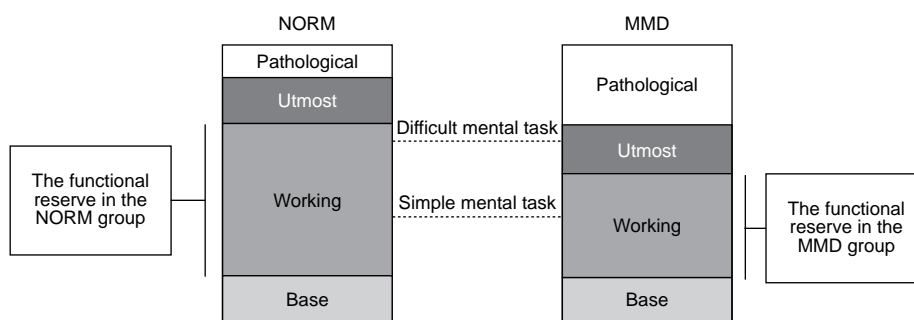 NORM
MMD
Pathological
Utmost
Working
Base
The functional
reserve in the
NORM group
Difficult mental task
Simple mental task
Pathological
Utmost
Working
Base
The functional
reserve in the
MMD group